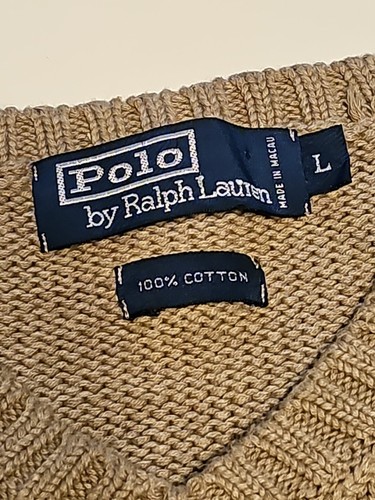 Polo
by Ralph Lauren
MADE IN MACAU
L
100% COTTON